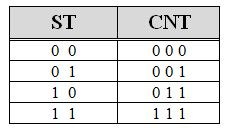 ST CNT
0 0 0 0 0
0 1 0 0 1
1 0 0 1 1
1 1 1 1 1